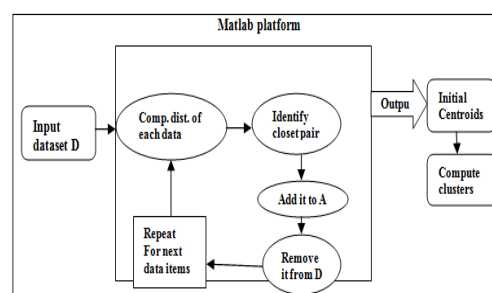 Matlab platform
Input
dataset D
Comp. dist. of
each data
Identify
closet pair
Add it to A
Remove
it from D
Repeat
For next
data items
Outpu
Initial
Centroids
Compute
clusters